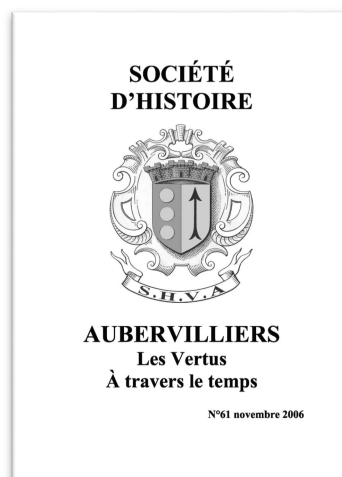 SOCIÉTÉ
D'HISTOIRE
S.H.V.A
AUBERVILLIERS
Les Vertus
À travers le temps
N°61 novembre 2006